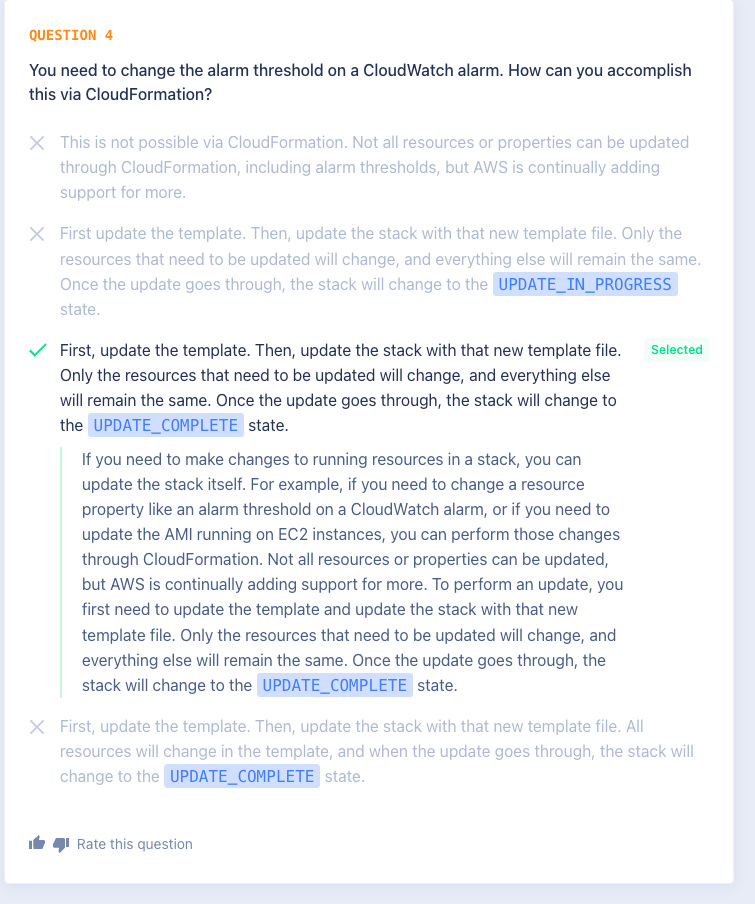 QUESTION 4
You need to change the alarm threshold on a CloudWatch alarm. How can you accomplish
this via CloudFormation?
This is not possible via CloudFormation. Not all resources or properties can be updated
through CloudFormation, including alarm thresholds, but AWS is continually adding
support for more.
First update the template. Then, update the stack with that new template file. Only the
resources that need to be updated will change, and everything else will remain the same.
Once the update goes through, the stack will change to the UPDATE_IN_PROGRESS
state.
First, update the template. Then, update the stack with that new template file.
Selected
Only the resources that need to be updated will change, and everything else
will remain the same. Once the update goes through, the stack will change to
the UPDATE_COMPLETE state.
If you need to make changes to running resources in a stack, you can
update the stack itself. For example, if you need to change a resource
property like an alarm threshold on a CloudWatch alarm, or if you need to
update the AMI running on EC2 instances, you can perform those changes
through CloudFormation. Not all resources or properties can be updated,
but AWS is continually adding support for more. To perform an update, you
first need to update the template and update the stack with that new
template file. Only the resources that need to be updated will change, and
everything else will remain the same. Once the update goes through, the
stack will change to the UPDATE_COMPLETE state.
First, update the template. Then, update the stack with that new template file. All
resources will change in the template, and when the update goes through, the stack will
change to the UPDATE_COMPLETE state.
Rate this question